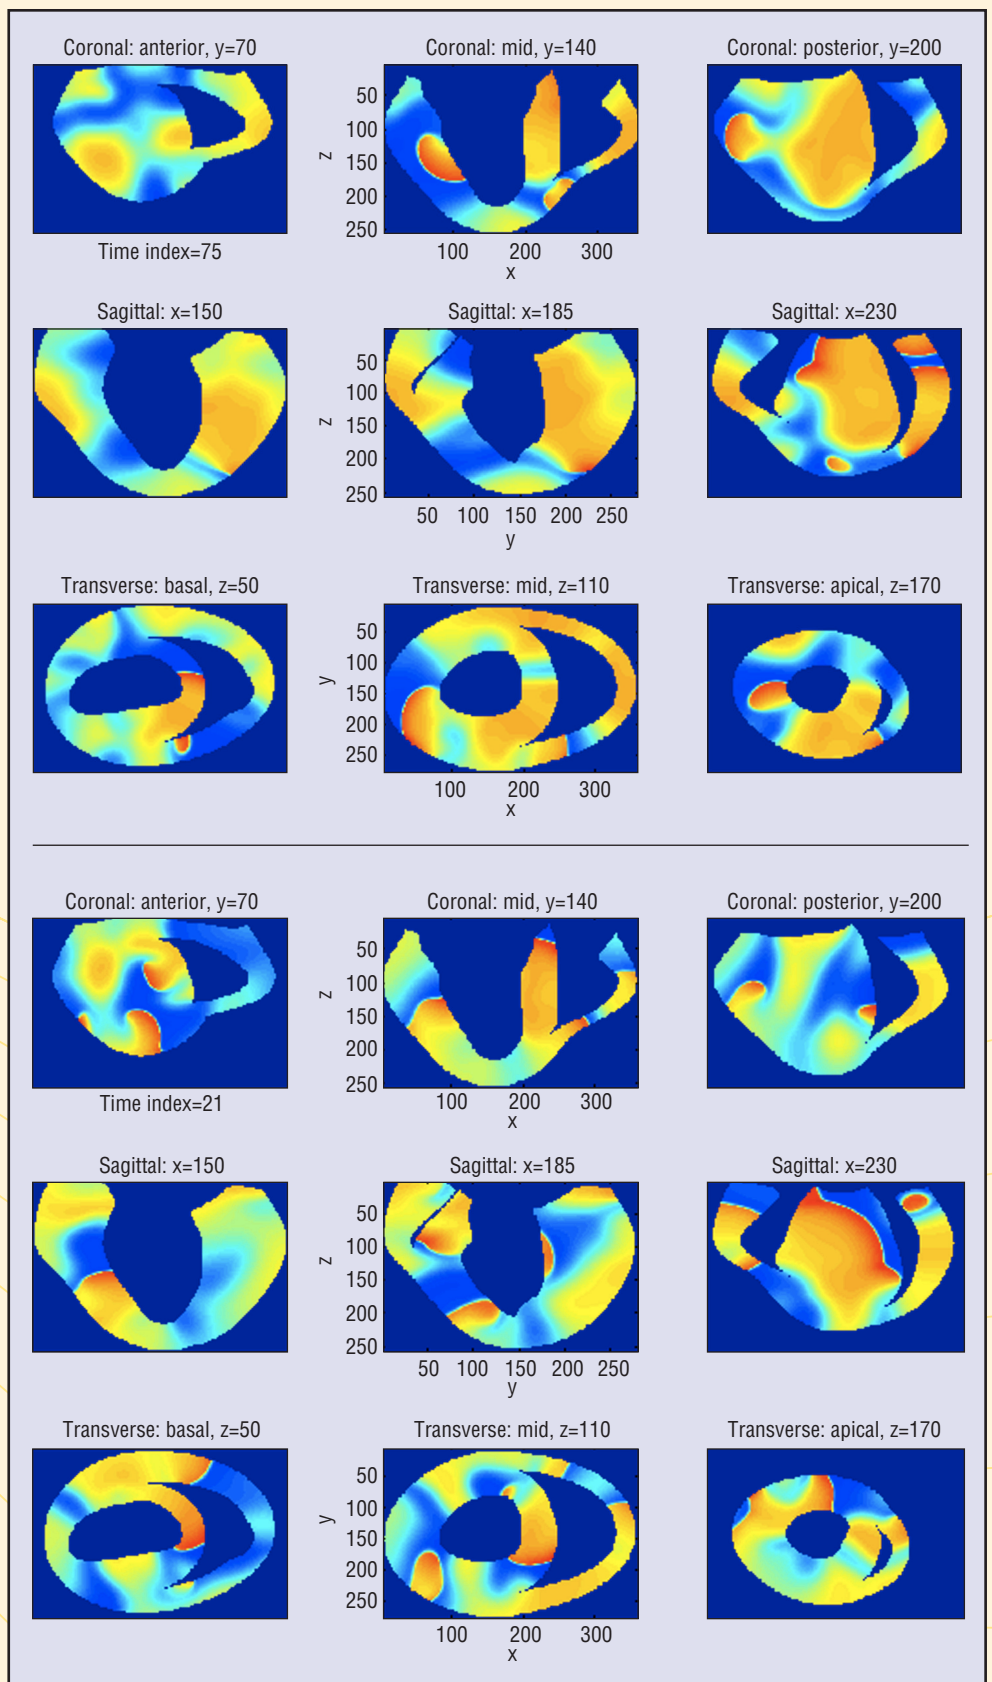 Coronal: anterior, y=70
Coronal: mid, y=140
Coronal: posterior, y=200
50
100
150
200
250
z
100 200 300
x
Time index=75
Sagittal: x=150
Sagittal: x=185
Sagittal: x=230
50
100
150
200
250
z
50 100 150 200 250
y
Transverse: basal, z=50
Transverse: mid, z=110
Transverse: apical, z=170
50
100
150
200
250
y
100 200 300
x
Coronal: anterior, y=70
Coronal: mid, y=140
Coronal: posterior, y=200
50
100
150
200
250
z
100 200 300
x
Time index=21
Sagittal: x=150
Sagittal: x=185
Sagittal: x=230
50
100
150
200
250
z
50 100 150 200 250
y
Transverse: basal, z=50
Transverse: mid, z=110
Transverse: apical, z=170
50
100
150
200
250
y
100 200 300
x